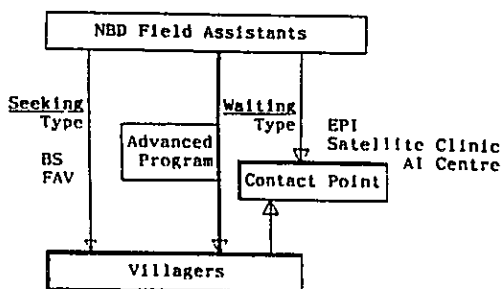 NBD Field Assistants
Seeking
Type
BS
FAV
Advanced
Program
Waiting
Type
EPI
Satellite Clinic
AI Centre
Contact Point
Villagers